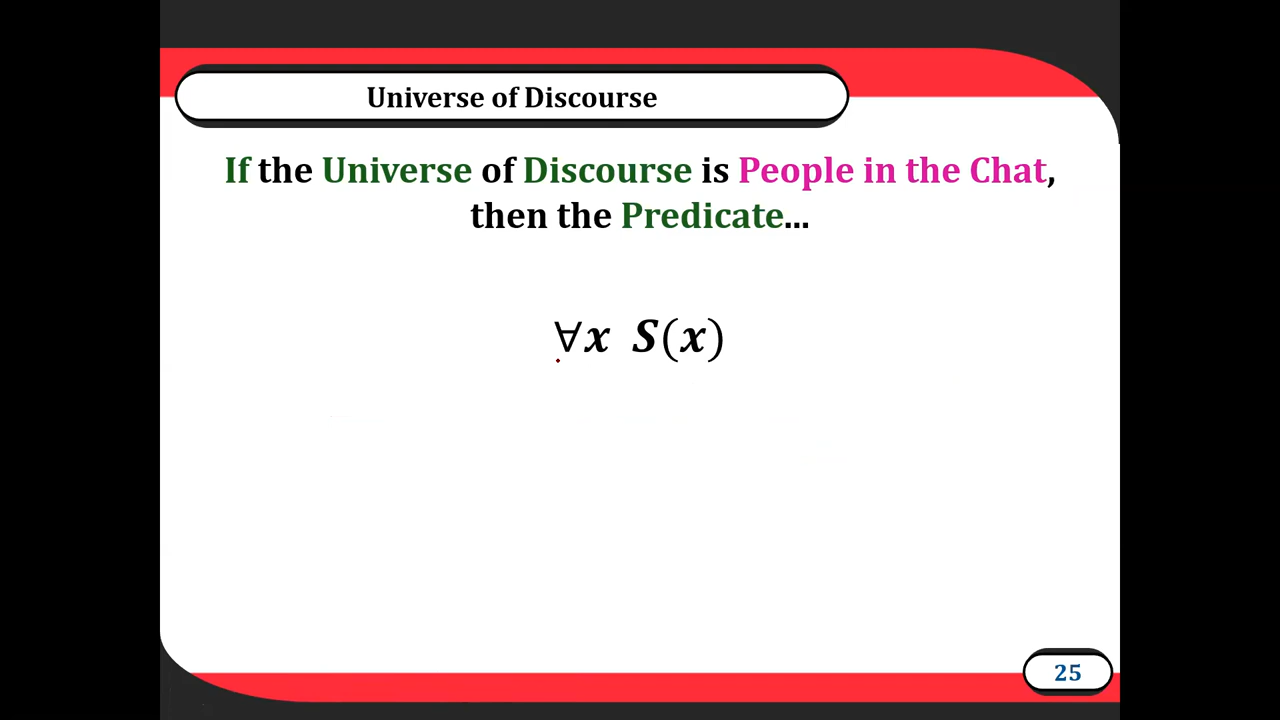 Universe of Discourse
If the Universe of Discourse is People in the Chat,
then the Predicate...
∀x S(x)
25